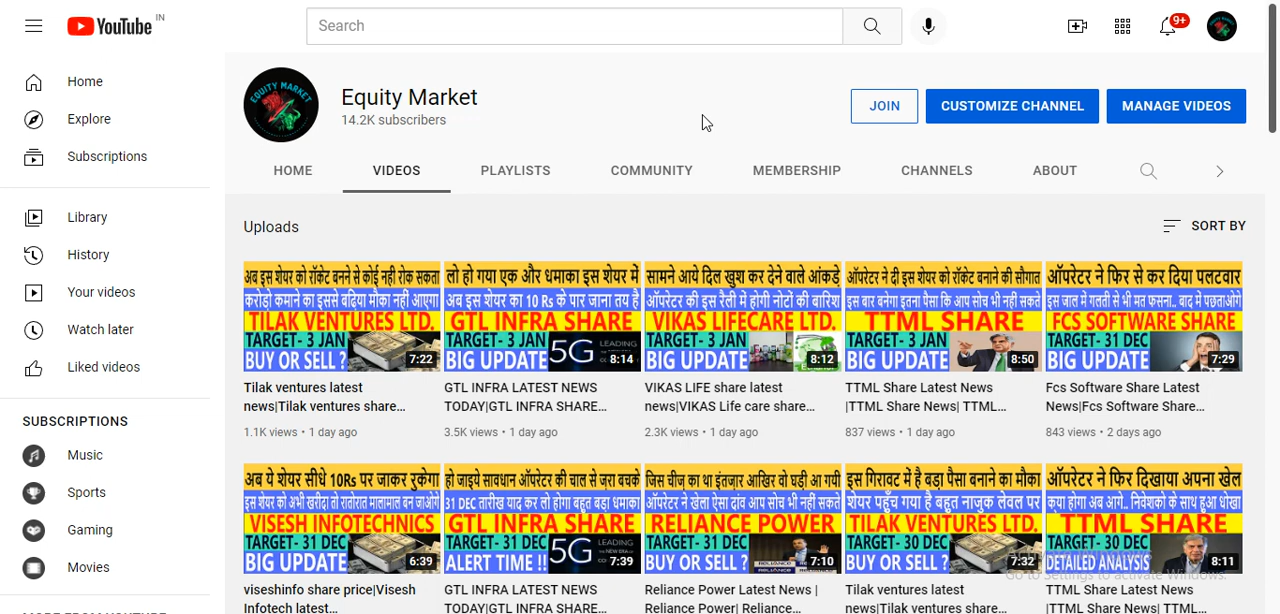 YouTube IN
Search
9+
Home
Explore
Subscriptions
Library
History
Your videos
Watch later
Liked videos
SUBSCRIPTIONS
Music
Sports
Gaming
Movies
EQUITY MARKET
Equity Market
14.2K subscribers
JOIN
CUSTOMIZE CHANNEL
MANAGE VIDEOS
HOME VIDEOS PLAYLISTS COMMUNITY MEMBERSHIP CHANNELS ABOUT
Uploads
SORT BY
अब इस शेयर को रॉकेट बनने से कोई नही रोक सकता
करोड़ो कमाने का इससे बढ़िया मौका नही आएगा
TILAK VENTURES LTD.
TARGET- 3 JAN
BUY OR SELL ?
7:22
Tilak ventures latest
news|Tilak ventures share...
1.1K views • 1 day ago
लो हो गया एक और धमाका इस शेयर में
अब इस शेयर का 10 Rs के पार जाना तय है
GTL INFRA SHARE
TARGET- 3 JAN
BIG UPDATE
5G LEADING
8:14
GTL INFRA LATEST NEWS
TODAY|GTL INFRA SHARE...
3.5K views • 1 day ago
सामने आये दिल खुश कर देने वाले आंकड़े
ऑपरेटर की इस रैली में होगी नोटों की बारिश
VIKAS LIFECARE LTD.
TARGET- 3 JAN
BIG UPDATE
8:12
VIKAS LIFE share latest
news|VIKAS Life care share...
2.3K views • 1 day ago
ऑपरेटर ने दी इस शेयर को रॉकेट बनाने की सौगात
इस बार बनेगा इतना पैसा कि आप सोच भी नही सकते
TTML SHARE
TARGET- 3 JAN
BIG UPDATE
8:50
TTML Share Latest News
|TTML Share News| TTML...
837 views • 1 day ago
ऑपरेटर ने फिर से कर दिया पलटवार
इस जाल में गलती से भी मत फसना.. बाद में पछताओगे
FCS SOFTWARE SHARE
TARGET- 31 DEC
BIG UPDATE
7:29
Fcs Software Share Latest
News|Fcs Software Share...
843 views • 2 days ago
अब ये शेयर सीधे 10Rs पर जाकर रुकेगा
इस शेयर को अभी खरीदा तो रातोरात मालामाल बन जाओगे
VISESH INFOTECHNICS
TARGET- 31 DEC
BIG UPDATE
6:39
viseshinfo share price|Visesh
Infotech latest...
हो जाइये सावधान ऑपरेटर की चाल से ज़रा बचके
31 DEC तारीख याद कर लो होगा बहुत बड़ा धमाका
GTL INFRA SHARE
TARGET- 31 DEC
ALERT TIME !!
5G LEADING
7:39
GTL INFRA LATEST NEWS
TODAY|GTL INFRA SHARE...
जिस चीज़ का था इंतज़ार आखिर वो घड़ी आ गयी
ऑपरेटर ने खेला ऐसा दांव आप सोच भी नहीं सकते
RELIANCE POWER
TARGET- 31 DEC
BUY OR SELL ?
7:10
Reliance Power Latest News |
Reliance Power| Reliance...
इस गिरावट में है बड़ा पैसा बनाने का मौका
शेयर पहुँच गया है बहुत नाजुक लेवल पर
TILAK VENTURES LTD.
TARGET- 30 DEC
BUY OR SELL ?
7:32
Tilak ventures latest
news|Tilak ventures share...
ऑपरेटर ने फिर दिखाया अपना खेल
क्या होगा अब आगे.. निवेशको के साथ हुआ धोखा
TTML SHARE
TARGET- 30 DEC
DETAILED ANALYSIS
8:11
TTML Share Latest News
|TTML Share News| TTML...
Go to Settings to activate Windows.